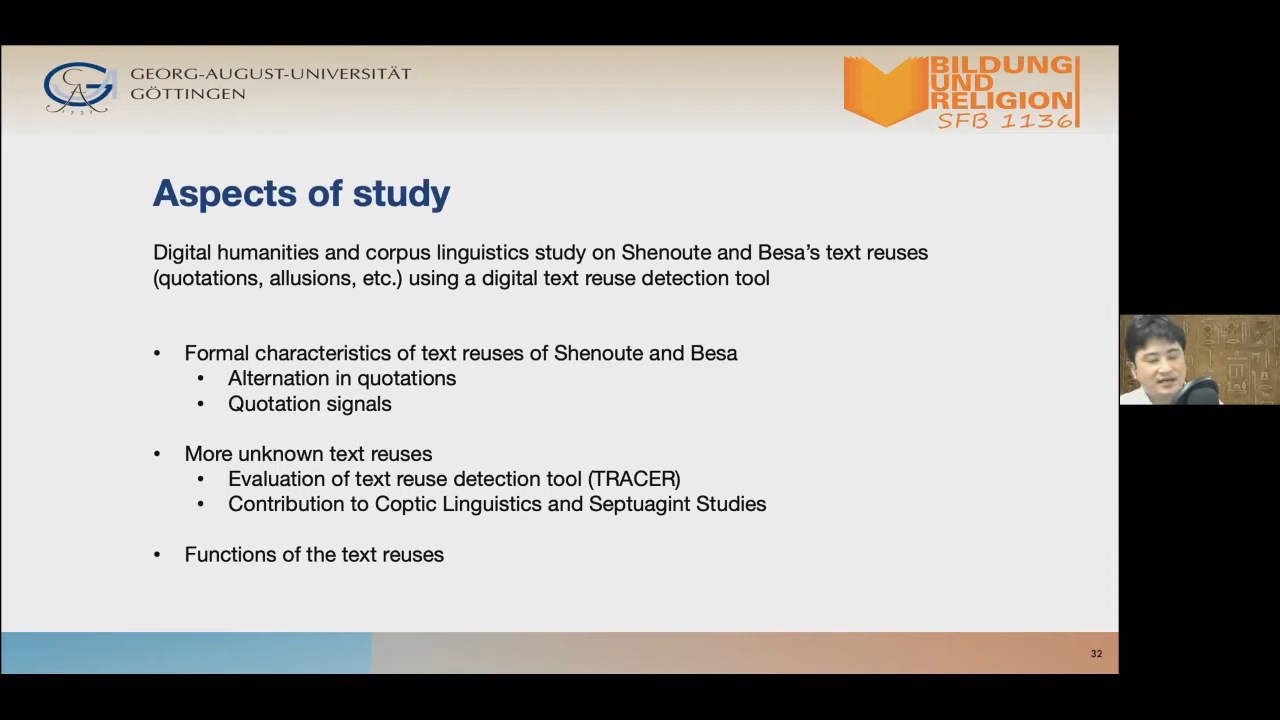 GEORG-AUGUST-UNIVERSITÄT
GÖTTINGEN
BILDUNG
UND
RELIGION
SFB 1136
Aspects of study
Digital humanities and corpus linguistics study on Shenoute and Besa’s text reuses
(quotations, allusions, etc.) using a digital text reuse detection tool
• Formal characteristics of text reuses of Shenoute and Besa
• Alternation in quotations
• Quotation signals
• More unknown text reuses
• Evaluation of text reuse detection tool (TRACER)
• Contribution to Coptic Linguistics and Septuagint Studies
• Functions of the text reuses
32